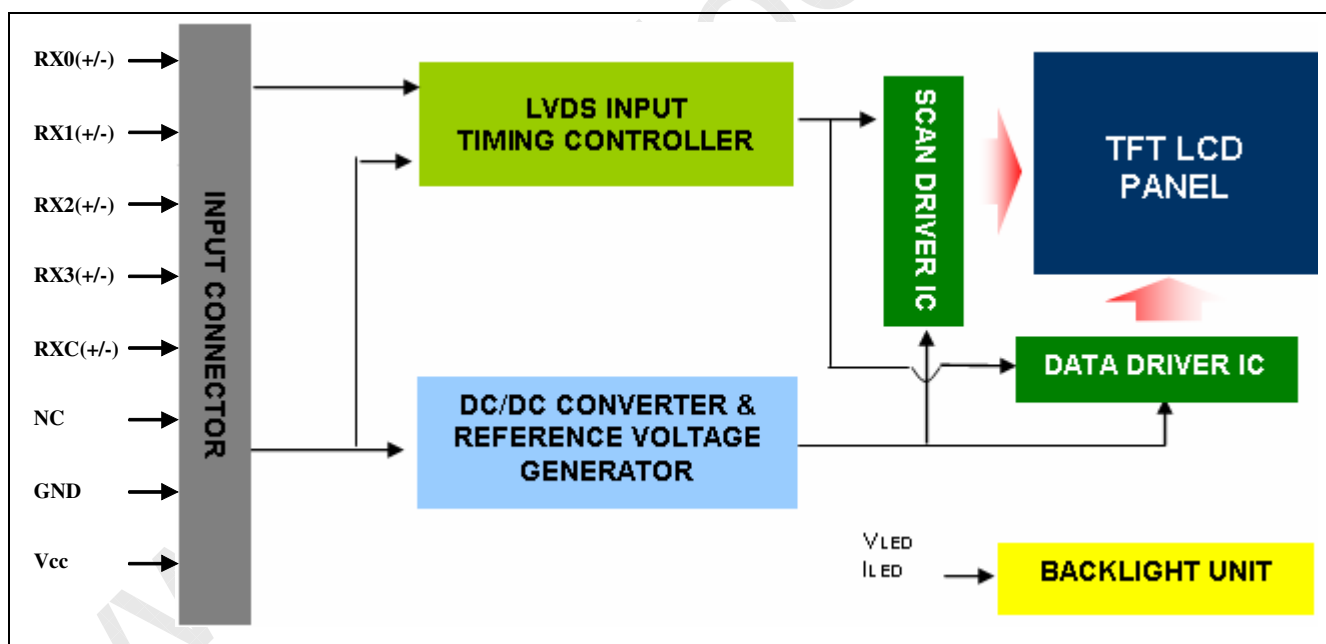 RX0(+/-)
RX1(+/-)
RX2(+/-)
RX3(+/-)
RXC(+/-)
NC
GND
Vcc
INPUT CONNECTOR
LVDS INPUT
TIMING CONTROLLER
DC/DC CONVERTER &
REFERENCE VOLTAGE
GENERATOR
SCAN DRIVER IC
TFT LCD
PANEL
DATA DRIVER IC
VLED
ILED
BACKLIGHT UNIT